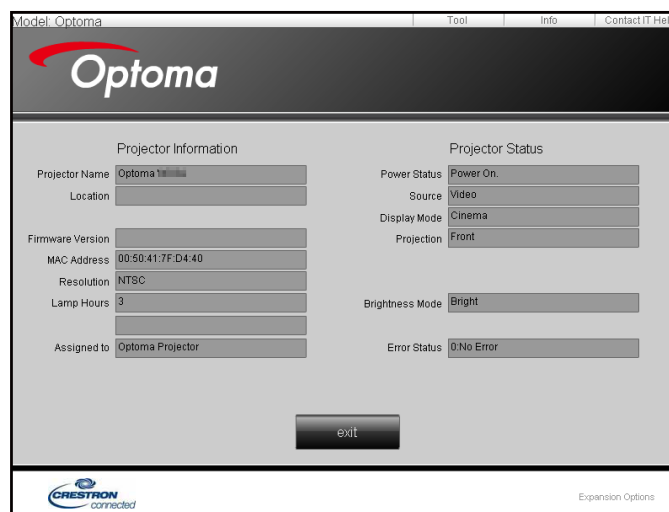 Model: Optoma
Tool
Info
Contact IT Hel
Optoma
Projector Information
Projector Status
Projector Name
Optoma
Power Status
Power On.
Location
Source
Video
Display Mode
Cinema
Firmware Version
Projection
Front
MAC Address
00:50:41:7F:D4:40
Resolution
NTSC
Lamp Hours
3
Brightness Mode
Bright
Assigned to
Optoma Projector
Error Status
0:No Error
exit
CRESTRON
connected
Expansion Options